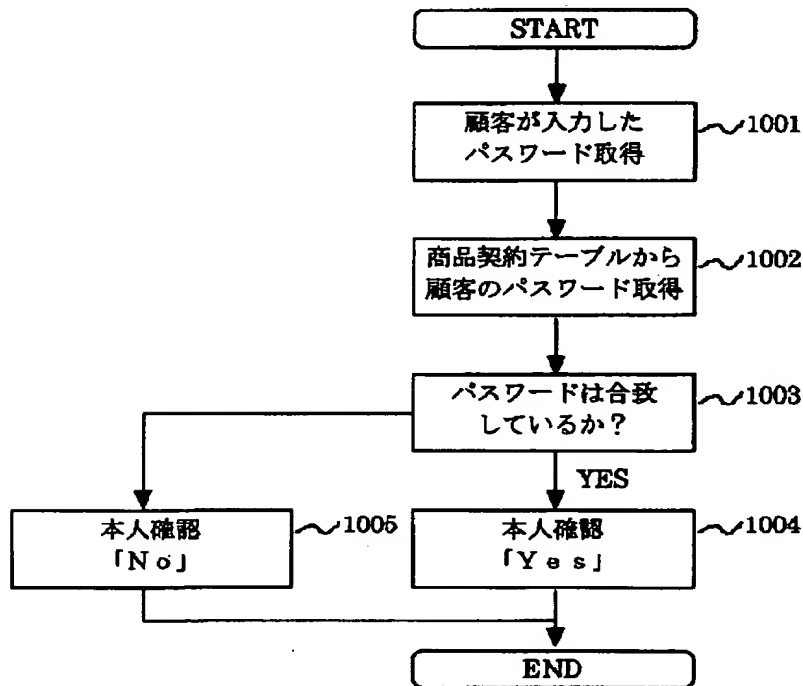 START
顧客が入力した
パスワード取得
1001
商品契約テーブルから
顧客のパスワード取得
1002
パスワードは合致
しているか？
1003
YES
本人確認
「No」
1005
本人確認
「Yes」
1004
END